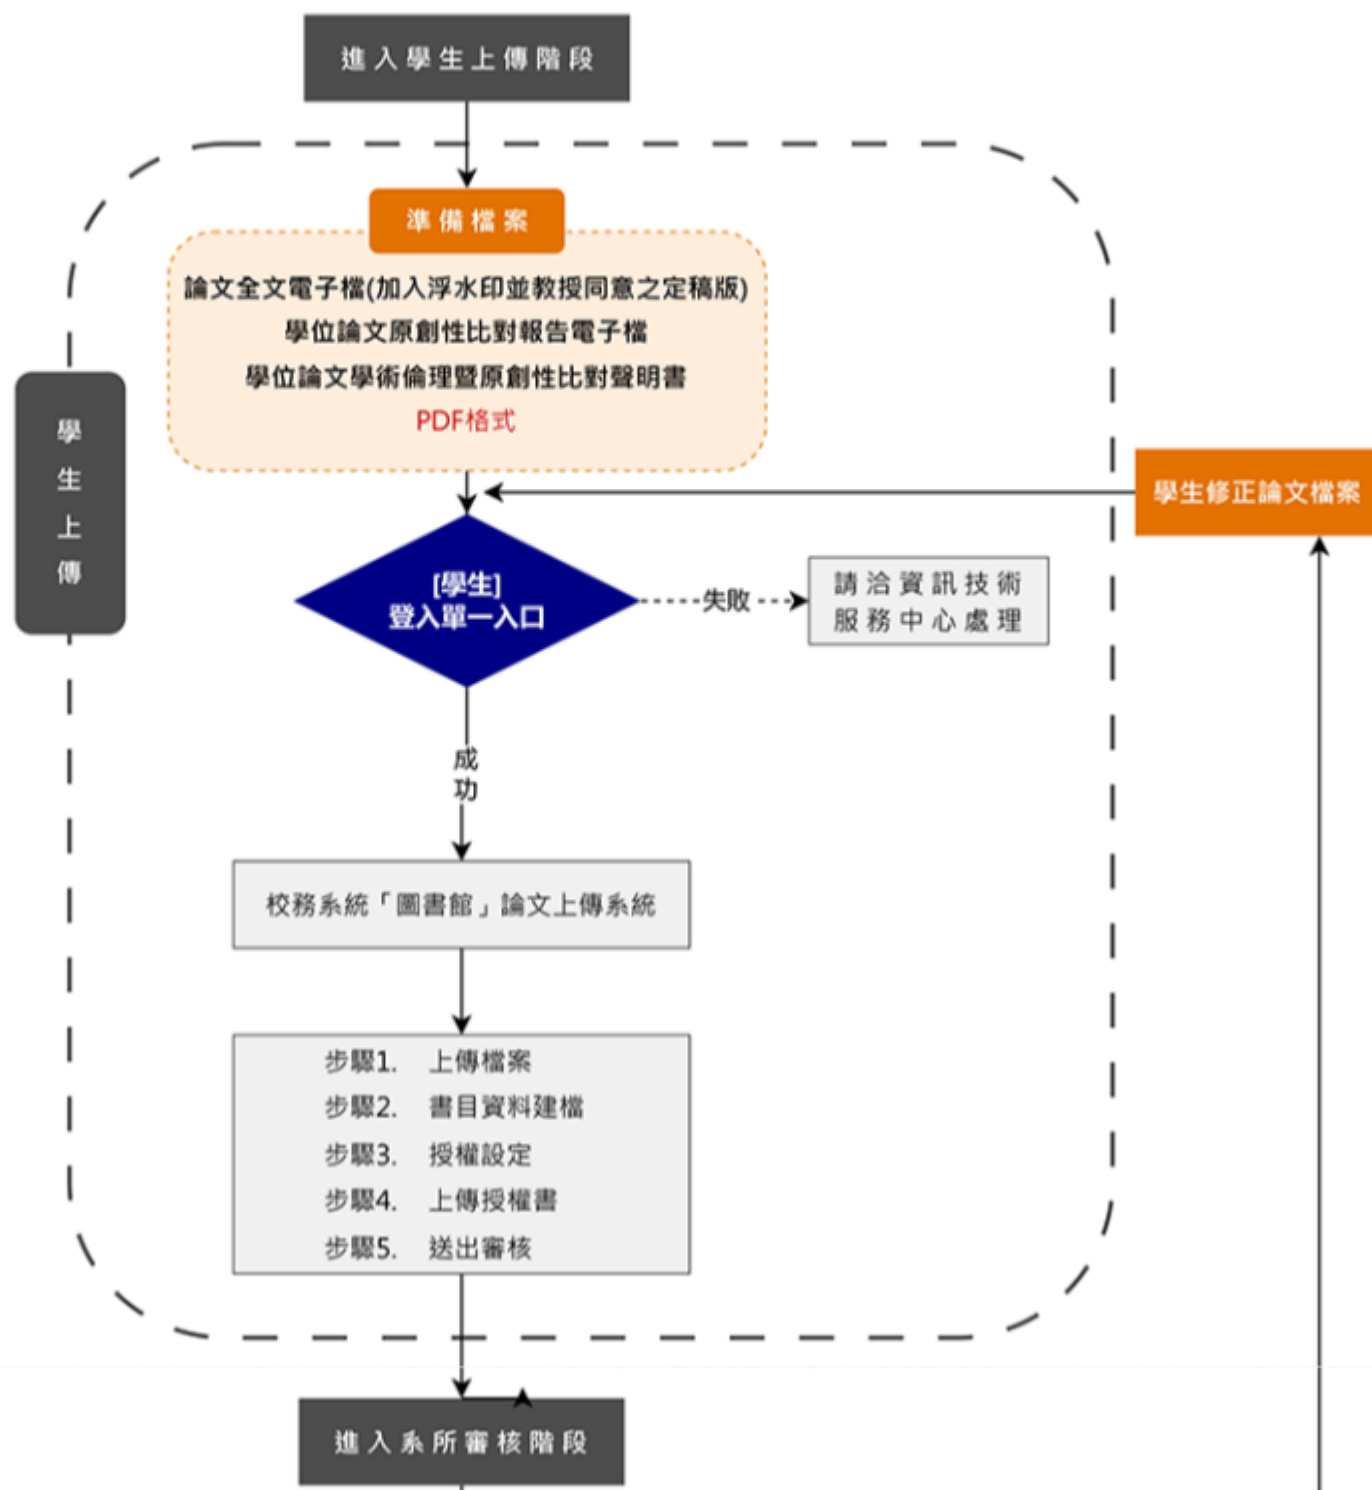 進入學生上傳階段
準備檔案
論文全文電子檔(加入浮水印並教授同意之定稿版)
學位論文原創性比對報告電子檔
學位論文學術倫理暨原創性比對聲明書
PDF格式
學生上傳
學生修正論文檔案
[學生]
登入單一入口
失敗
請洽資訊技術
服務中心處理
成功
校務系統「圖書館」論文上傳系統
步驟1. 上傳檔案
步驟2. 書目資料建檔
步驟3. 授權設定
步驟4. 上傳授權書
步驟5. 送出審核
進入系所審核階段